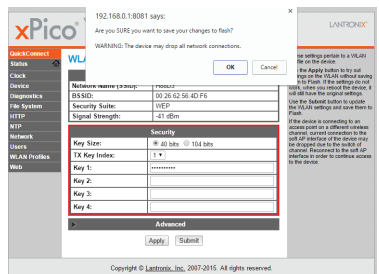 xPico®
192.168.0.1:8081 says:
Are you SURE you want to save your changes to flash?
WARNING: The device may drop all network connections.
OK
Cancel
LANTRONIX®
QuickConnect
Status
Clock
Device
Diagnostics
File System
HTTP
NTP
Network
Users
WLAN Profiles
Web
WLA
Network Name (SSID):
BSSID: 00:26:62:56:4D:F6
Security Suite: WEP
Signal Strength: -41 dBm
Security
Key Size: 40 bits 104 bits
TX Key Index: 1
Key 1: ••••••••••
Key 2:
Key 3:
Key 4:
Advanced
Apply
Submit
se settings pertain to a WLAN
file on the device.
the Apply button to try out
ngs on the WLAN without saving
m to Flash. If the settings do not
work, when you reboot the device, it
will still have the original settings.
Use the Submit button to update
the WLAN settings and save them to
Flash.
If the device is connecting to an
access point on a different wireless
channel, current connection to the
soft AP interface of the device may
be dropped due to the switch of
channel. Reconnect to the soft AP
interface in order to continue access
to the device.
Copyright © Lantronix, Inc. 2007-2015. All rights reserved.